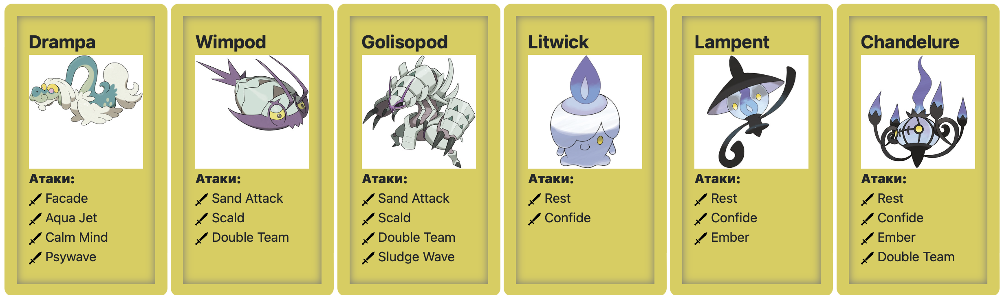 Drampa
Атаки:
Facade
Aqua Jet
Calm Mind
Psywave
Wimpod
Атаки:
Sand Attack
Scald
Double Team
Golisopod
Атаки:
Sand Attack
Scald
Double Team
Sludge Wave
Litwick
Атаки:
Rest
Confide
Lampent
Атаки:
Rest
Confide
Ember
Chandelure
Атаки:
Rest
Confide
Ember
Double Team